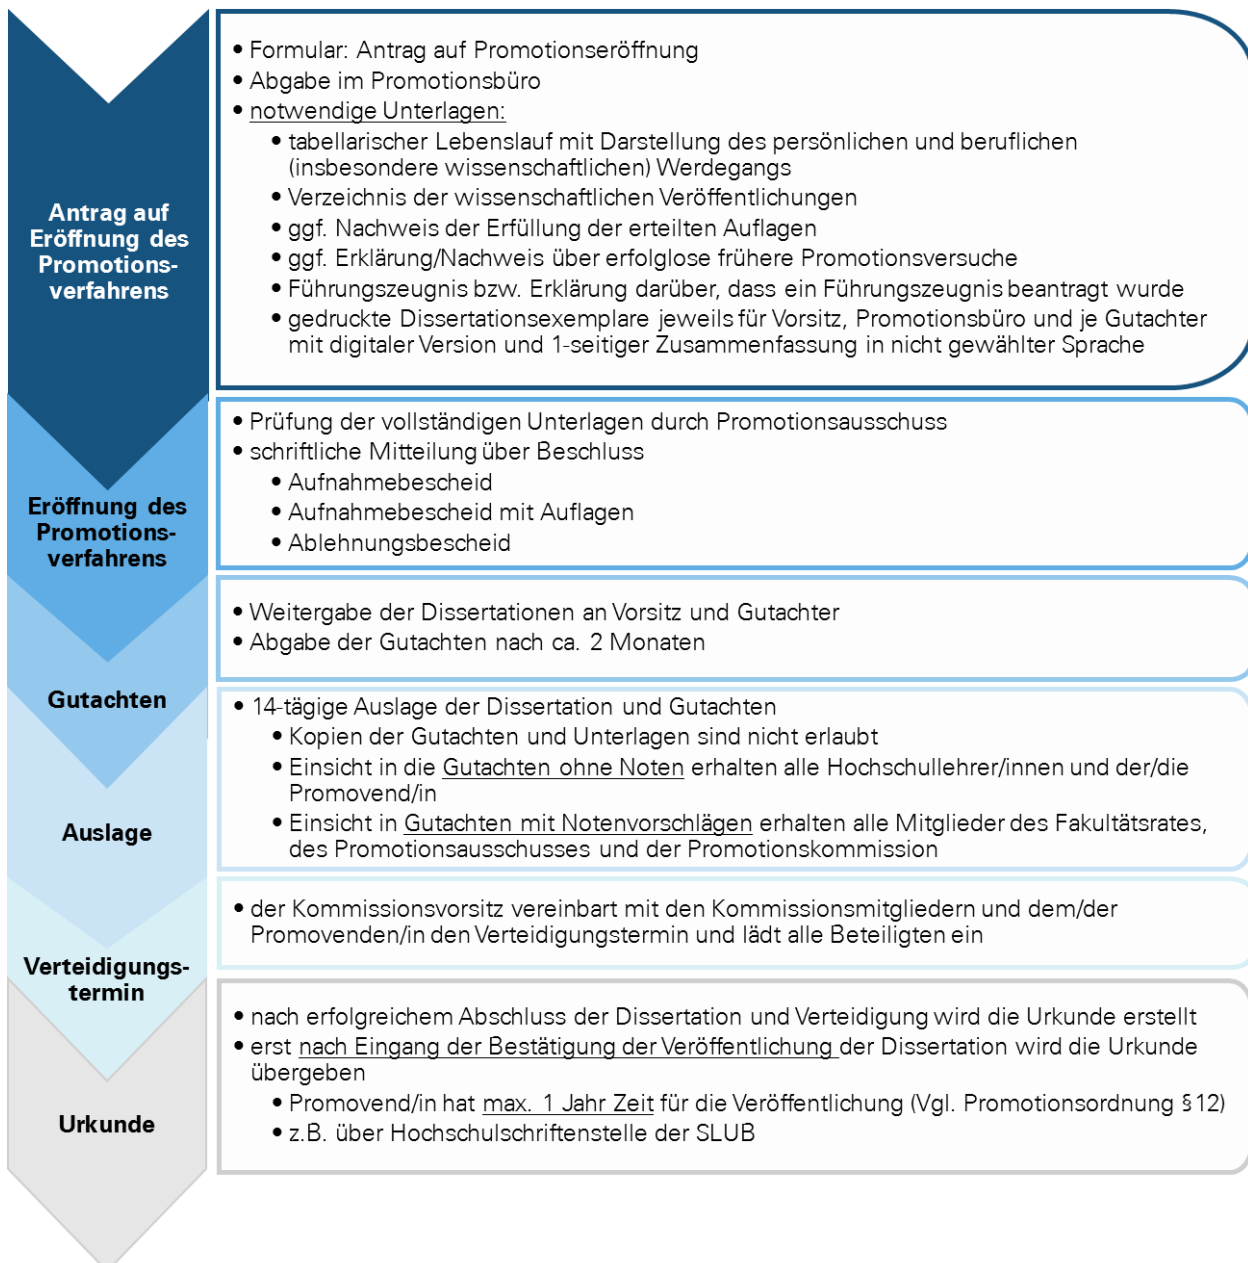 Antrag auf
Eröffnung des
Promotions-
verfahrens
• Formular: Antrag auf Promotionseröffnung
• Abgabe im Promotionsbüro
• notwendige Unterlagen:
• tabellarischer Lebenslauf mit Darstellung des persönlichen und beruflichen
(insbesondere wissenschaftlichen) Werdegangs
• Verzeichnis der wissenschaftlichen Veröffentlichungen
• ggf. Nachweis der Erfüllung der erteilten Auflagen
• ggf. Erklärung/Nachweis über erfolglose frühere Promotionsversuche
• Führungszeugnis bzw. Erklärung darüber, dass ein Führungszeugnis beantragt wurde
• gedruckte Dissertationsexemplare jeweils für Vorsitz, Promotionsbüro und je Gutachter
mit digitaler Version und 1-seitiger Zusammenfassung in nicht gewählter Sprache
Eröffnung des
Promotions-
verfahrens
• Prüfung der vollständigen Unterlagen durch Promotionsausschuss
• schriftliche Mitteilung über Beschluss
• Aufnahmebescheid
• Aufnahmebescheid mit Auflagen
• Ablehnungsbescheid
Gutachten
• Weitergabe der Dissertationen an Vorsitz und Gutachter
• Abgabe der Gutachten nach ca. 2 Monaten
Auslage
• 14-tägige Auslage der Dissertation und Gutachten
• Kopien der Gutachten und Unterlagen sind nicht erlaubt
• Einsicht in die Gutachten ohne Noten erhalten alle Hochschullehrer/innen und der/die
Promovend/in
• Einsicht in Gutachten mit Notenvorschlägen erhalten alle Mitglieder des Fakultätsrates,
des Promotionsausschusses und der Promotionskommission
Verteidigungs-
termin
• der Kommissionsvorsitz vereinbart mit den Kommissionsmitgliedern und dem/der
Promovenden/in den Verteidigungstermin und lädt alle Beteiligten ein
Urkunde
• nach erfolgreichem Abschluss der Dissertation und Verteidigung wird die Urkunde erstellt
• erst nach Eingang der Bestätigung der Veröffentlichung der Dissertation wird die Urkunde
übergeben
• Promovend/in hat max. 1 Jahr Zeit für die Veröffentlichung (Vgl. Promotionsordnung §12)
• z.B. über Hochschulschriftenstelle der SLUB